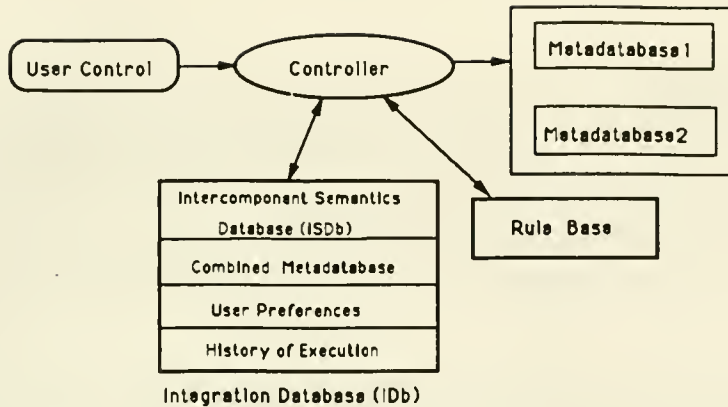 User Control
Controller
Metadatabase1
Metadatabase2
Intercomponent Semantics
Database (ISDb)
Combined Metadatabase
User Preferences
History of Execution
Rule Base
Integration Database (IDb)